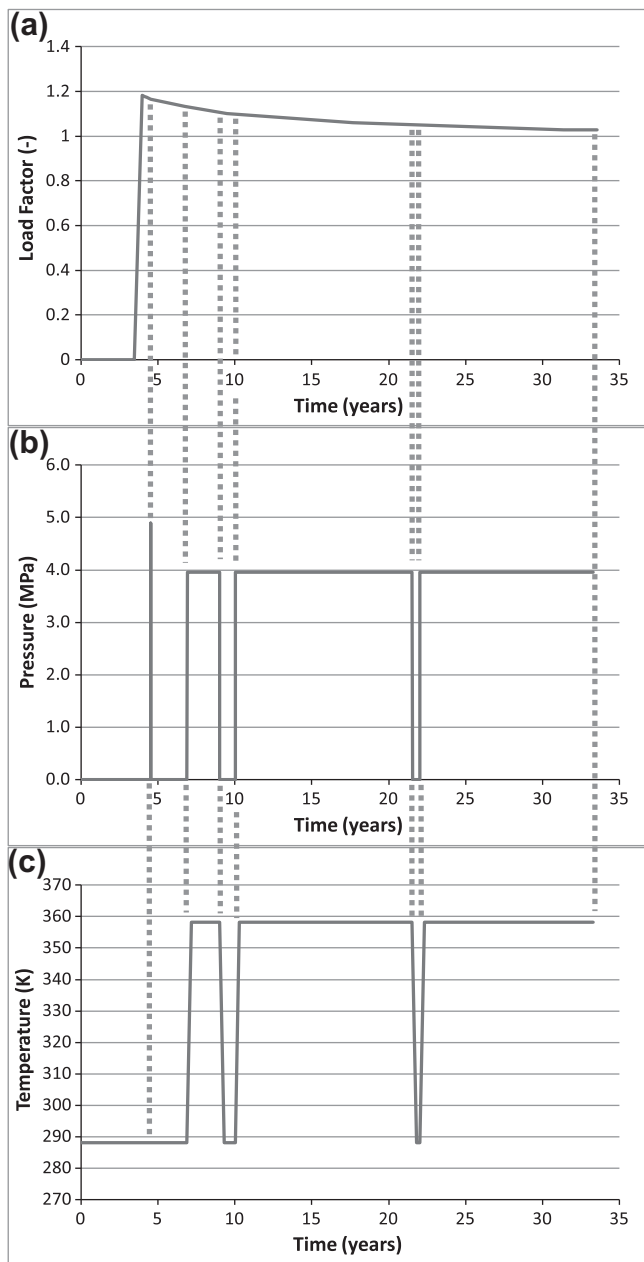 (a)
1.4
1.2
1
0.8
0.6
0.4
0.2
0
Load Factor (-)
0 5 10 15 20 25 30 35
Time (years)
(b)
6.0
5.0
4.0
3.0
2.0
1.0
0.0
Pressure (MPa)
0 5 10 15 20 25 30 35
Time (years)
(c)
370
360
350
340
330
320
310
300
290
280
270
Temperature (K)
0 5 10 15 20 25 30 35
Time (years)